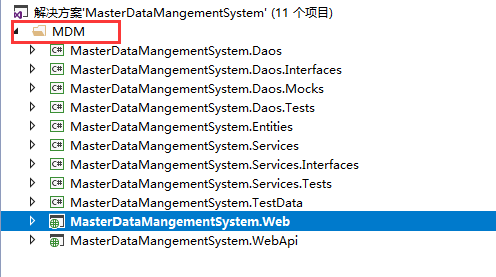 解决方案'MasterDataMangementSystem' (11 个项目)
MDM
C# MasterDataMangementSystem.Daos
C# MasterDataMangementSystem.Daos.Interfaces
C# MasterDataMangementSystem.Daos.Mocks
C# MasterDataMangementSystem.Daos.Tests
C# MasterDataMangementSystem.Entities
C# MasterDataMangementSystem.Services
C# MasterDataMangementSystem.Services.Interfaces
C# MasterDataMangementSystem.Services.Tests
C# MasterDataMangementSystem.TestData
MasterDataMangementSystem.Web
MasterDataMangementSystem.WebApi